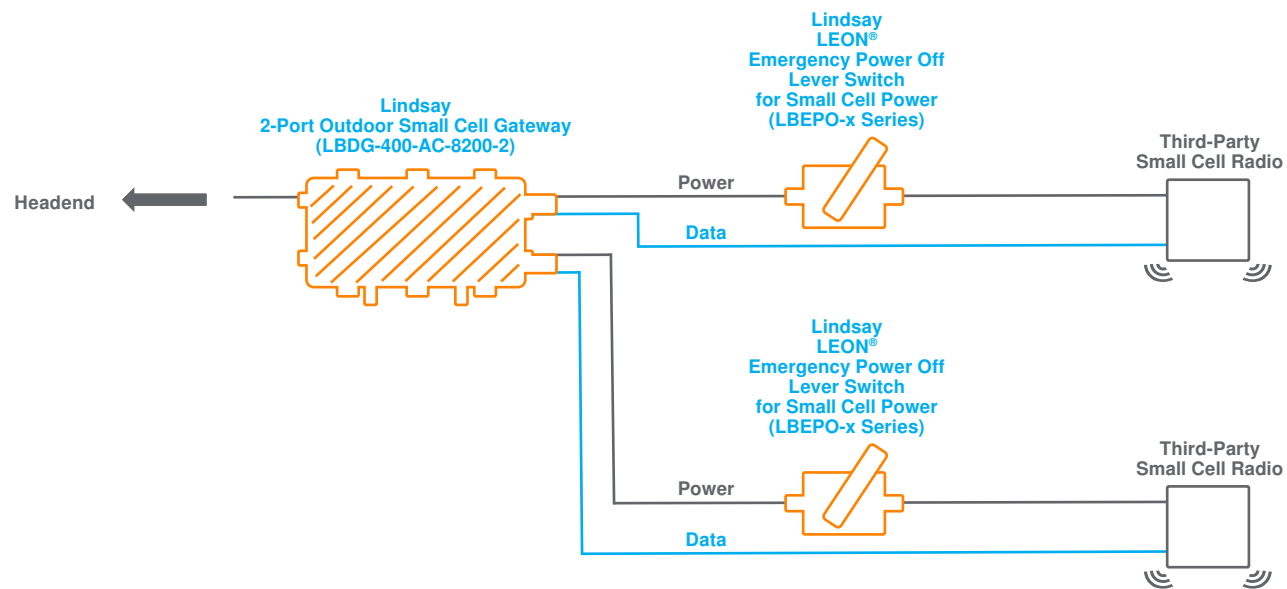 Lindsay
LEON®
Emergency Power Off
Lever Switch
for Small Cell Power
(LBEPO-x Series)
Lindsay
2-Port Outdoor Small Cell Gateway
(LBDG-400-AC-8200-2)
Third-Party
Small Cell Radio
Headend
Power
Data
Lindsay
LEON®
Emergency Power Off
Lever Switch
for Small Cell Power
(LBEPO-x Series)
Third-Party
Small Cell Radio
Power
Data